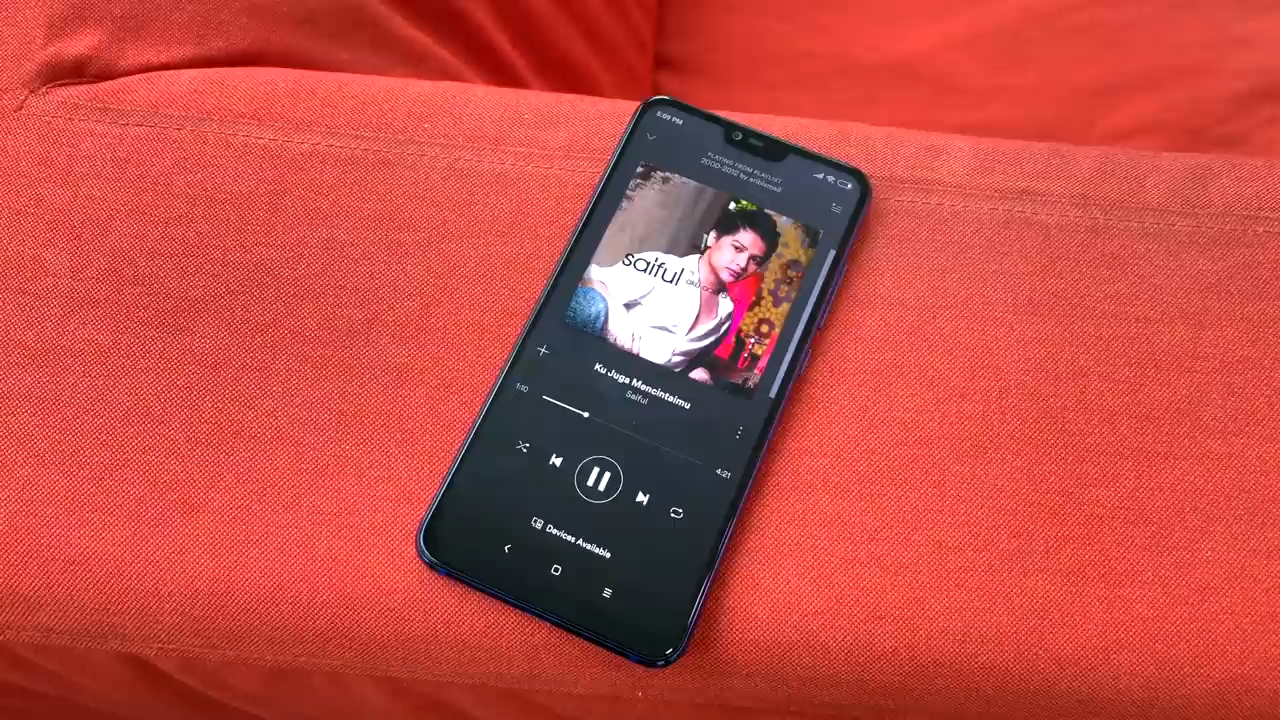 5:09 PM
PLAYING FROM PLAYLIST
2000-2012 by aribismail
saiful
Ku Juga Mencintaimu
Saiful
1:10
4:21
Devices Available